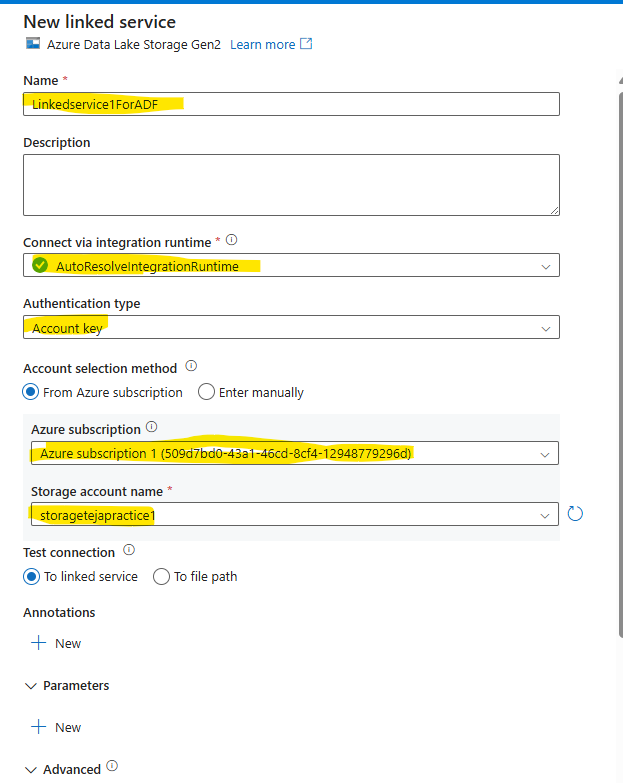 New linked service
Azure Data Lake Storage Gen2 Learn more
Name *
Linkedservice1ForADF
Description
Connect via integration runtime *
AutoResolveIntegrationRuntime
Authentication type
Account key
Account selection method
From Azure subscription Enter manually
Azure subscription
Azure subscription 1 (509d7bd0-43a1-46cd-8cf4-12948779296d)
Storage account name *
storagetejapractice1
Test connection
To linked service To file path
Annotations
New
Parameters
New
Advanced